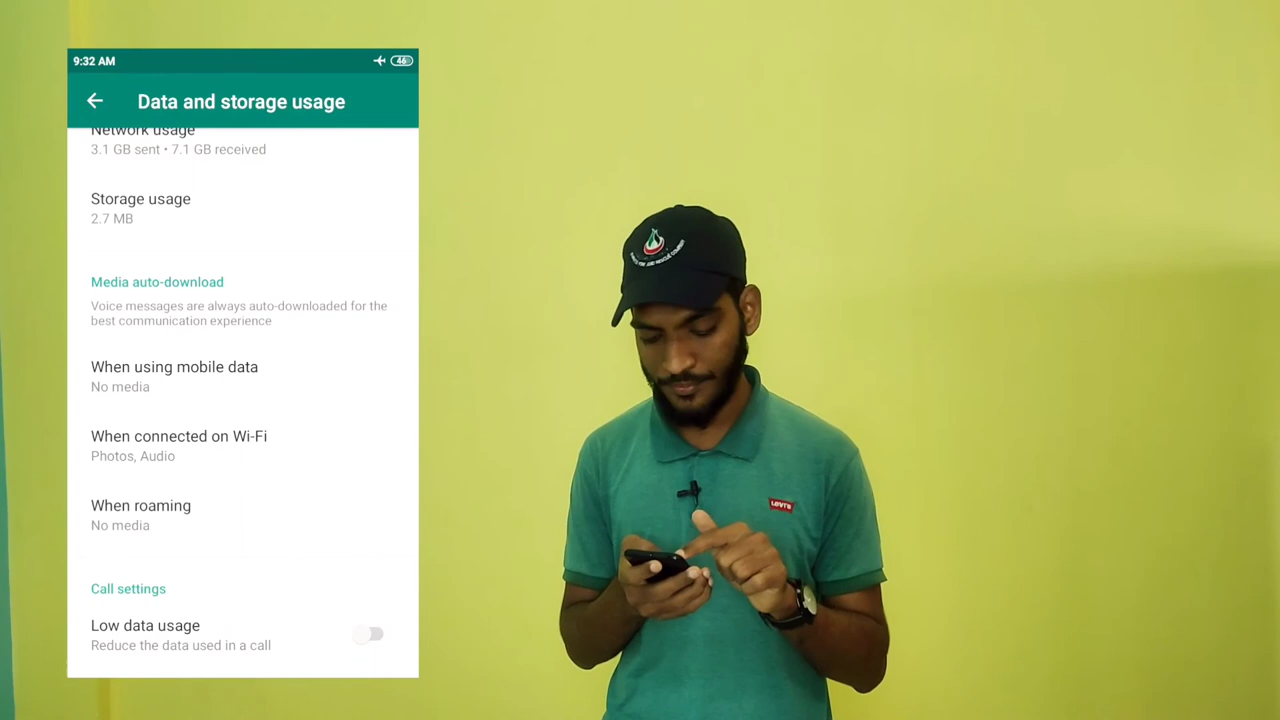 9:32 AM
46
Data and storage usage
Network usage
3.1 GB sent • 7.1 GB received
Storage usage
2.7 MB
Media auto-download
Voice messages are always auto-downloaded for the
best communication experience
When using mobile data
No media
When connected on Wi-Fi
Photos, Audio
When roaming
No media
Call settings
Low data usage
Reduce the data used in a call
LEVI'S